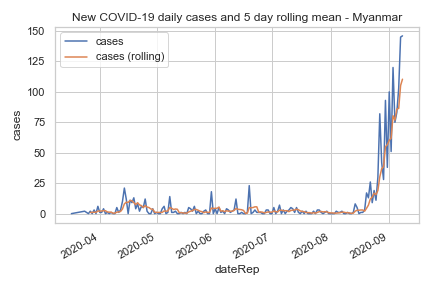 New COVID-19 daily cases and 5 day rolling mean - Myanmar
150
125
100
75
50
25
0
cases
cases
cases (rolling)
2020-04
2020-05
2020-06
2020-07
2020-08
2020-09
dateRep